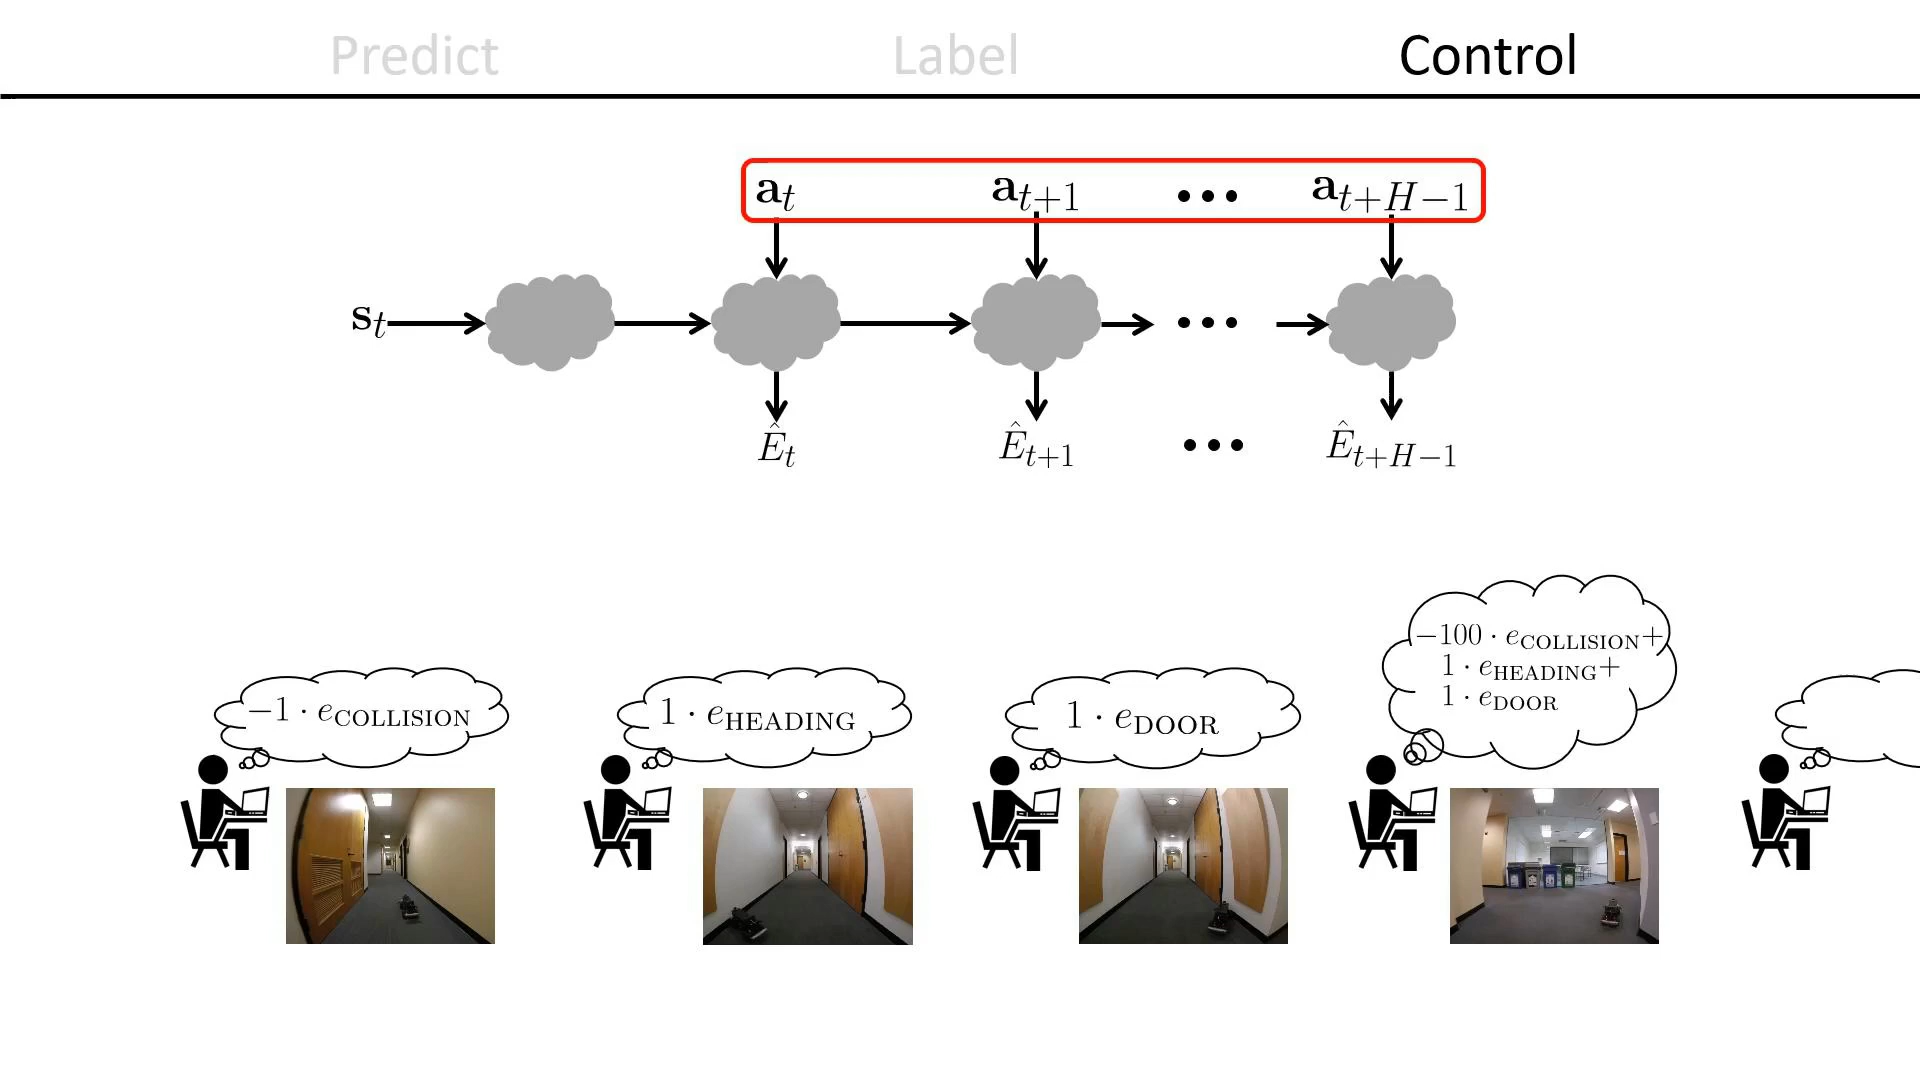 Predict Label Control
a_t a_{t+1} ••• a_{t+H−1}
s_t •••
Ê_t Ê_{t+1} ••• Ê_{t+H−1}
−1 · e_COLLISION
1 · e_HEADING
1 · e_DOOR
−100 · e_COLLISION+
1 · e_HEADING+
1 · e_DOOR